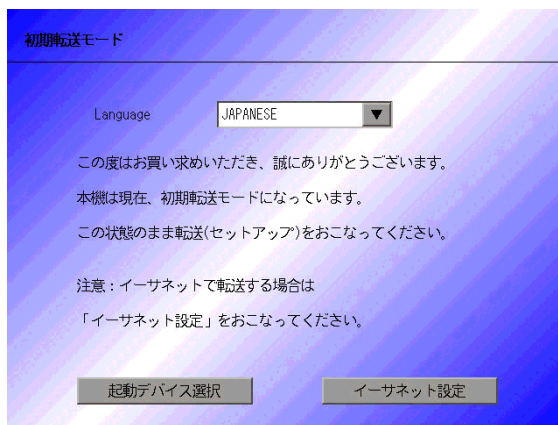 初期転送モード
Language JAPANESE ▼
この度はお買い求めいただき、誠にありがとうございます。
本機は現在、初期転送モードになっています。
この状態のまま転送(セットアップ)をおこなってください。
注意：イーサネットで転送する場合は
「イーサネット設定」をおこなってください。
起動デバイス選択 イーサネット設定